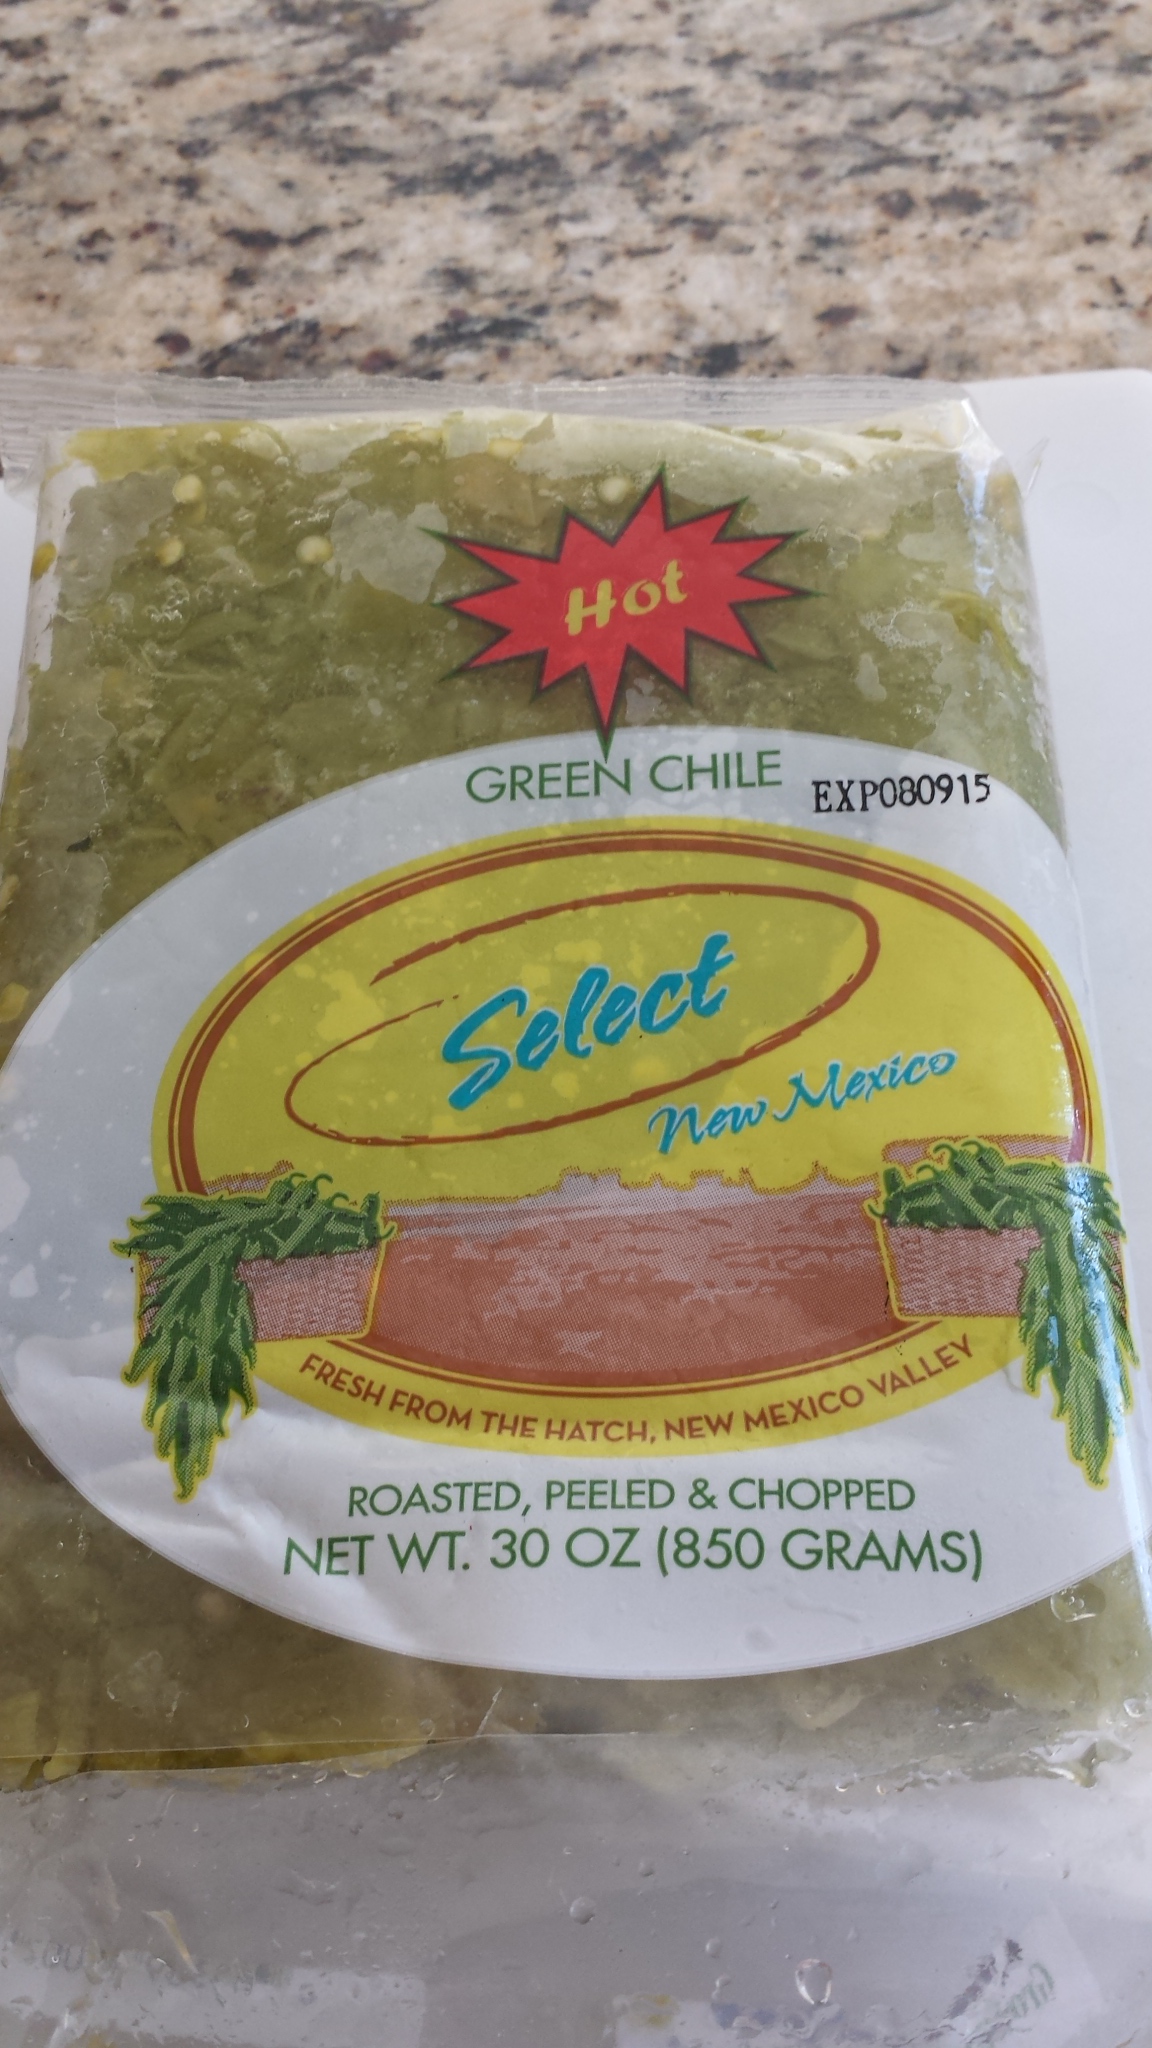 Hot
GREEN CHILE
EXP080915
Select
New Mexico
FRESH FROM THE HATCH, NEW MEXICO VALLEY
ROASTED, PEELED & CHOPPED
NET WT. 30 OZ (850 GRAMS)